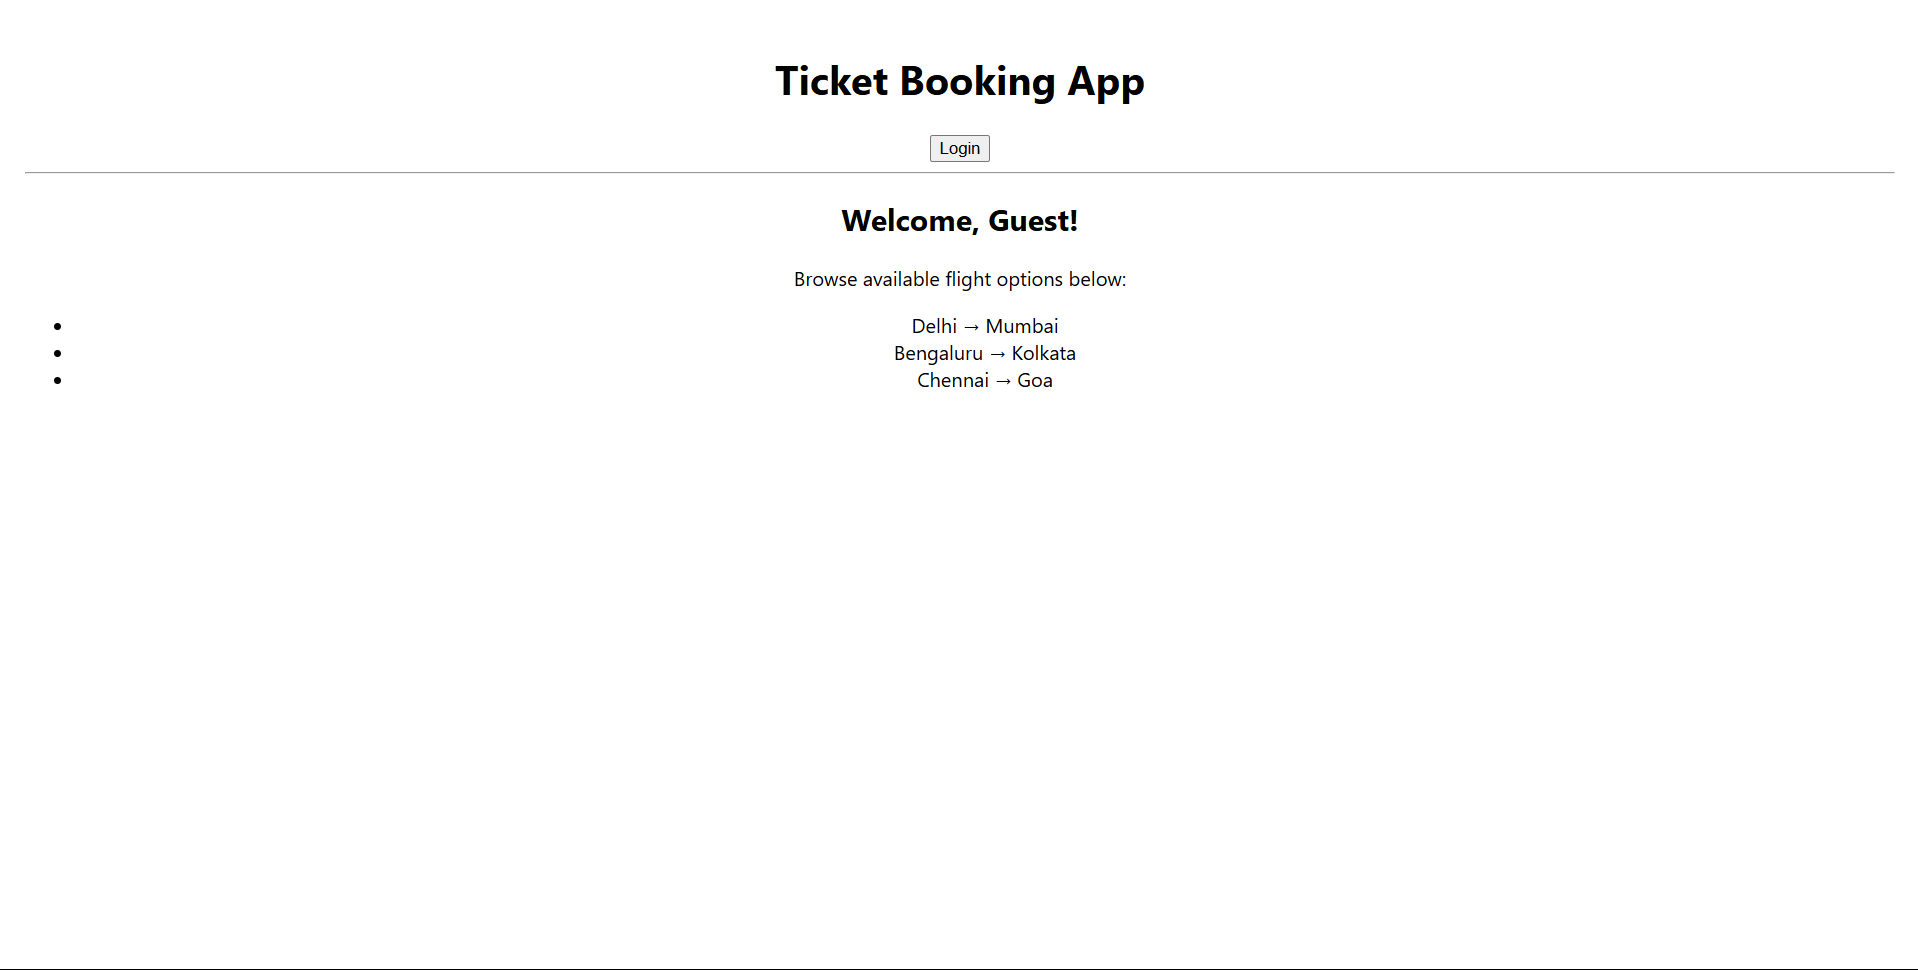 Ticket Booking App
Login
Welcome, Guest!
Browse available flight options below:
• Delhi → Mumbai
• Bengaluru → Kolkata
• Chennai → Goa